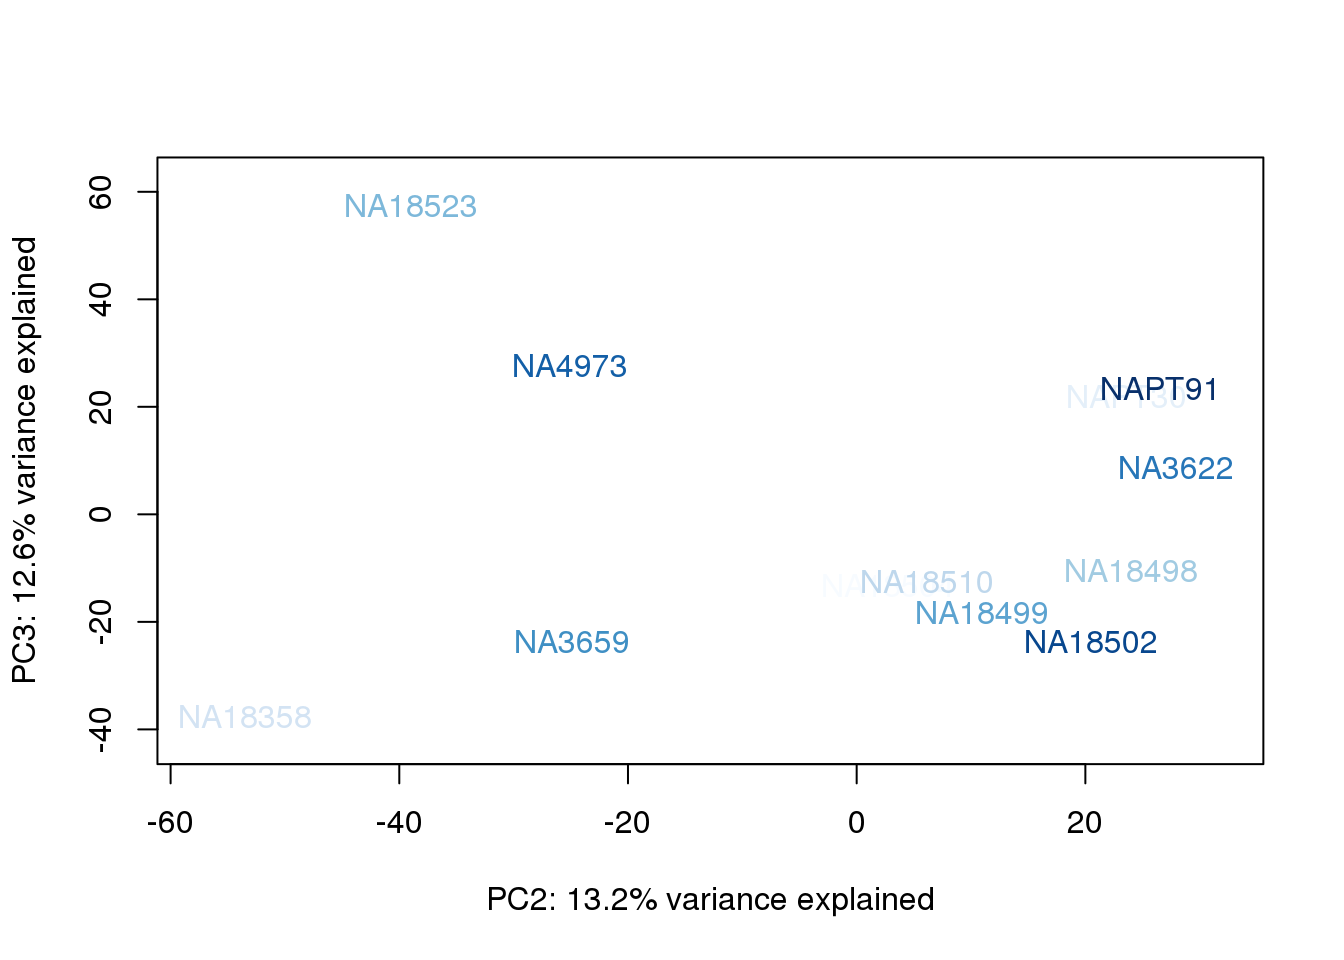 60
40
20
0
-20
-40
PC3: 12.6% variance explained
NA18523
NA4973
NAPT91
NAPT30
NA3622
NA18498
NA18510
NA18499
NA18502
NA3659
NA18358
-60
-40
-20
0
20
PC2: 13.2% variance explained